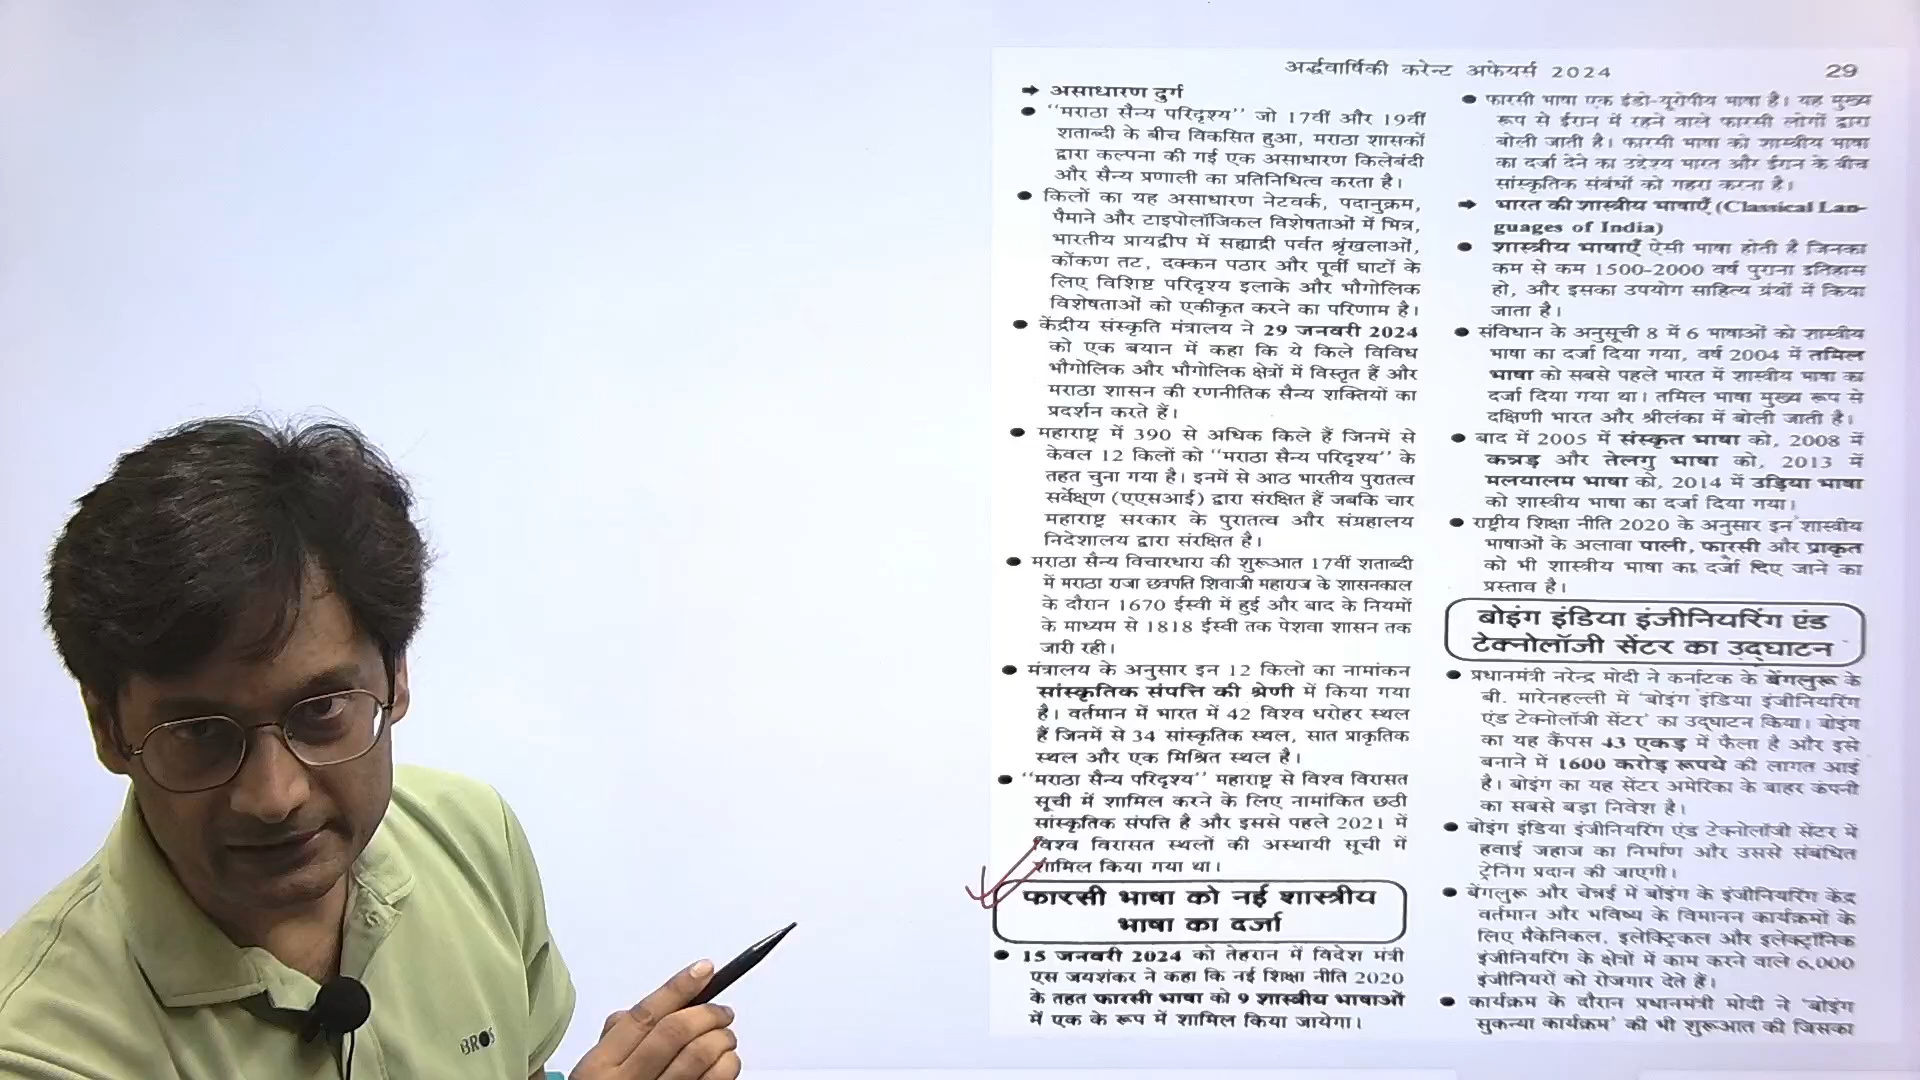 अर्द्धवार्षिकी करेन्ट अफेयर्स 2024
29
➡ असाधारण दुर्ग
● ‘‘मराठा सैन्य परिदृश्य’’ जो 17वीं और 19वीं
शताब्दी के बीच विकसित हुआ, मराठा शासकों
द्वारा कल्पना की गई एक असाधारण किलेबंदी
और सैन्य प्रणाली का प्रतिनिधित्व करता है।
● किलों का यह असाधारण नेटवर्क, पदानुक्रम,
पैमाने और टाइपोलॉजिकल विशेषताओं में भिन्न,
भारतीय प्रायद्वीप में सह्याद्री पर्वत श्रृंखलाओं,
कोंकण तट, दक्कन पठार और पूर्वी घाटों के
लिए विशिष्ट परिदृश्य इलाके और भौगोलिक
विशेषताओं को एकीकृत करने का परिणाम है।
● केंद्रीय संस्कृति मंत्रालय ने 29 जनवरी 2024
को एक बयान में कहा कि ये किले विविध
भौगोलिक और भौगोलिक क्षेत्रों में विस्तृत हैं और
मराठा शासन की रणनीतिक सैन्य शक्तियों का
प्रदर्शन करते हैं।
● महाराष्ट्र में 390 से अधिक किले हैं जिनमें से
केवल 12 किलों को ‘‘मराठा सैन्य परिदृश्य’’ के
तहत चुना गया है। इनमें से आठ भारतीय पुरातत्व
सर्वेक्षण (एएसआई) द्वारा संरक्षित हैं जबकि चार
महाराष्ट्र सरकार के पुरातत्व और संग्रहालय
निदेशालय द्वारा संरक्षित है।
● मराठा सैन्य विचारधारा की शुरूआत 17वीं शताब्दी
में मराठा राजा छत्रपति शिवाजी महाराज के शासनकाल
के दौरान 1670 ईस्वी में हुई और बाद के नियमों
के माध्यम से 1818 ईस्वी तक पेशवा शासन तक
जारी रही।
● मंत्रालय के अनुसार इन 12 किलो का नामांकन
सांस्कृतिक संपत्ति की श्रेणी में किया गया
है। वर्तमान में भारत में 42 विश्व धरोहर स्थल
हैं जिनमें से 34 सांस्कृतिक स्थल, सात प्राकृतिक
स्थल और एक मिश्रित स्थल है।
● ‘‘मराठा सैन्य परिदृश्य’’ महाराष्ट्र से विश्व विरासत
सूची में शामिल करने के लिए नामांकित छठी
सांस्कृतिक संपति है और इससे पहले 2021 में
विश्व विरासत स्थलों की अस्थायी सूची में
शामिल किया गया था।
फारसी भाषा को नई शास्त्रीय
भाषा का दर्जा
● 15 जनवरी 2024 को तेहरान में विदेश मंत्री
एस जयशंकर ने कहा कि नई शिक्षा नीति 2020
के तहत फारसी भाषा को 9 शास्त्रीय भाषाओं
में एक के रूप में शामिल किया जायेगा।
● फारसी भाषा एक इंडो-यूरोपीय भाषा है। यह मुख्य
रूप से ईरान में रहने वाले फारसी लोगों द्वारा
बोली जाती है। फारसी भाषा को शास्त्रीय भाषा
का दर्जा देने का उद्देश्य भारत और ईरान के बीच
सांस्कृतिक संबंधों को गहरा करना है।
➡ भारत की शास्त्रीय भाषाएँ (Classical Lan-
guages of India)
● शास्त्रीय भाषाएँ ऐसी भाषा होती है जिनका
कम से कम 1500-2000 वर्ष पुराना इतिहास
हो, और इसका उपयोग साहित्य ग्रंथों में किया
जाता है।
● संविधान के अनुसूची 8 में 6 भाषाओं को शास्त्रीय
भाषा का दर्जा दिया गया, वर्ष 2004 में तमिल
भाषा को सबसे पहले भारत में शास्त्रीय भाषा का
दर्जा दिया गया था। तमिल भाषा मुख्य रूप से
दक्षिणी भारत और श्रीलंका में बोली जाती है।
● बाद में 2005 में संस्कृत भाषा को, 2008 में
कन्नड़ और तेलगु भाषा को, 2013 में
मलयालम भाषा को, 2014 में उड़िया भाषा
को शास्त्रीय भाषा का दर्जा दिया गया।
● राष्ट्रीय शिक्षा नीति 2020 के अनुसार इन शास्त्रीय
भाषाओं के अलावा पाली, फारसी और प्राकृत
को भी शास्त्रीय भाषा का दर्जा दिए जाने का
प्रस्ताव है।
बोइंग इंडिया इंजीनियरिंग एंड
टेक्नोलॉजी सेंटर का उद्घाटन
● प्रधानमंत्री नरेन्द्र मोदी ने कर्नाटक के बेंगलुरू के
बी. मारेनहल्ली में ‘बोइंग इंडिया इंजीनियरिंग
एंड टेक्नोलॉजी सेंटर’ का उद्घाटन किया। बोइंग
का यह कैंपस 43 एकड़ में फैला है और इसे
बनाने में 1600 करोड़ रूपये की लागत आई
है। बोइंग का यह सेंटर अमेरिका के बाहर कंपनी
का सबसे बड़ा निवेश है।
● बोइंग इंडिया इंजीनियरिंग एंड टेक्नोलॉजी सेंटर में
हवाई जहाज का निर्माण और उससे संबंधित
ट्रेनिंग प्रदान की जाएगी।
● बेंगलुरू और चेन्नई में बोइंग के इंजीनियरिंग केंद्र
वर्तमान और भविष्य के विमानन कार्यक्रमों के
लिए मैकेनिकल, इलेक्ट्रिकल और इलेक्ट्रॉनिक
इंजीनियरिंग के क्षेत्रों में काम करने वाले 6,000
इंजीनियरों को रोजगार देते हैं।
● कार्यक्रम के दौरान प्रधानमंत्री मोदी ने ‘बोइंग
सुकन्या कार्यक्रम’ की भी शुरूआत की जिसका
BROS